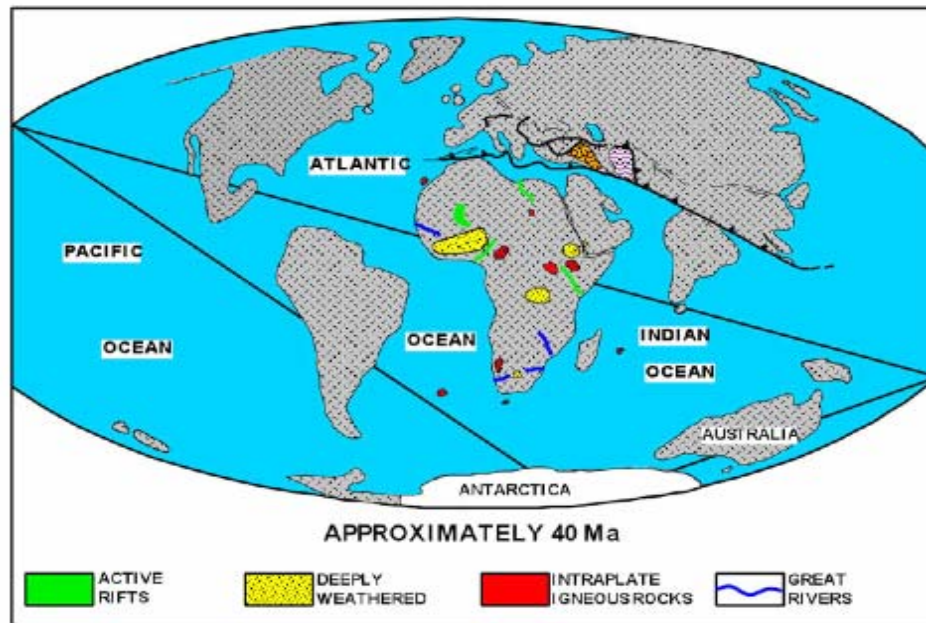 ATLANTIC
PACIFIC
OCEAN
OCEAN
INDIAN
OCEAN
AUSTRALIA
ANTARCTICA
APPROXIMATELY 40 Ma
ACTIVE
RIFTS
DEEPLY
WEATHERED
INTRAPLATE
IGNEOUS ROCKS
GREAT
RIVERS